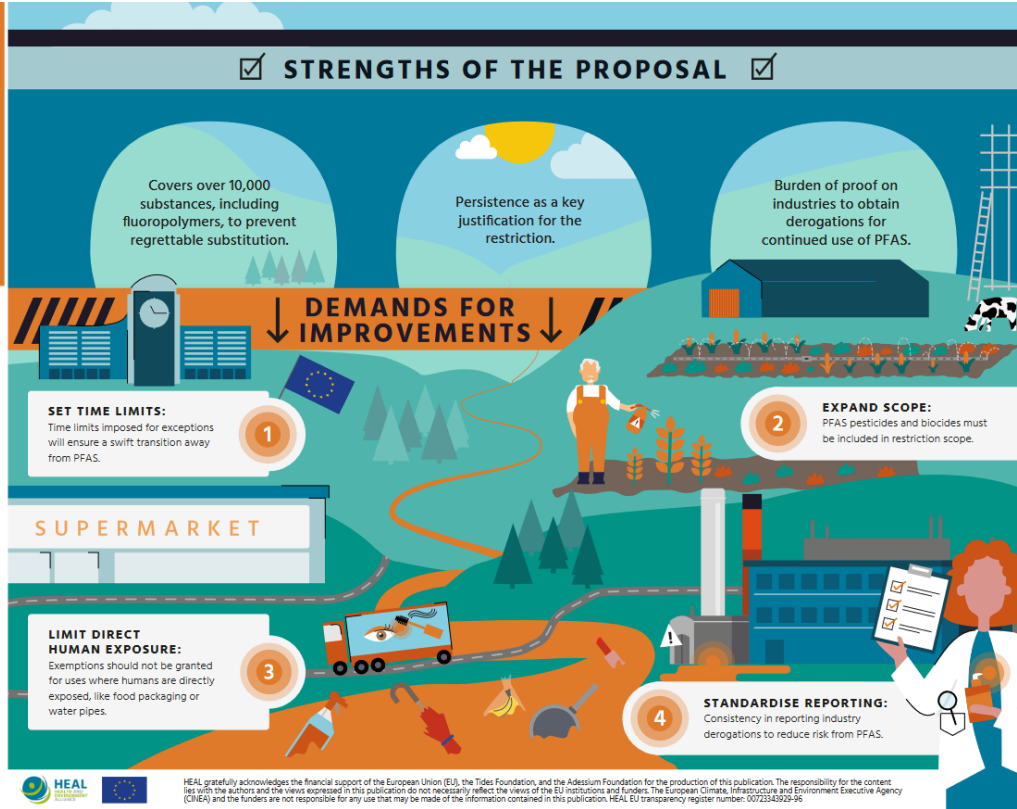 STRENGTHS OF THE PROPOSAL
Covers over 10,000
substances, including
fluoropolymers, to prevent
regrettable substitution.
Persistence as a key
justification for the
restriction.
Burden of proof on
industries to obtain
derogations for
continued use of PFAS.
DEMANDS FOR
IMPROVEMENTS
SET TIME LIMITS:
Time limits imposed for exceptions
will ensure a swift transition away
from PFAS.
1
2
EXPAND SCOPE:
PFAS pesticides and biocides must
be included in restriction scope.
SUPERMARKET
LIMIT DIRECT
HUMAN EXPOSURE:
Exemptions should not be granted
for uses where humans are directly
exposed, like food packaging or
water pipes.
3
!
4
STANDARDISE REPORTING:
Consistency in reporting industry
derogations to reduce risk from PFAS.
HEAL
HEALTH AND
ENVIRONMENT
ALLIANCE
HEAL gratefully acknowledges the financial support of the European Union (EU), the Tides Foundation, and the Adessium Foundation for the production of this publication. The responsibility for the content
lies with the authors and the views expressed in this publication do not necessarily reflect the views of the EU institutions and funders. The European Climate, Infrastructure and Environment Executive Agency
(CINEA) and the funders are not responsible for any use that may be made of the information contained in this publication. HEAL EU transparency register number: 00723343929-96